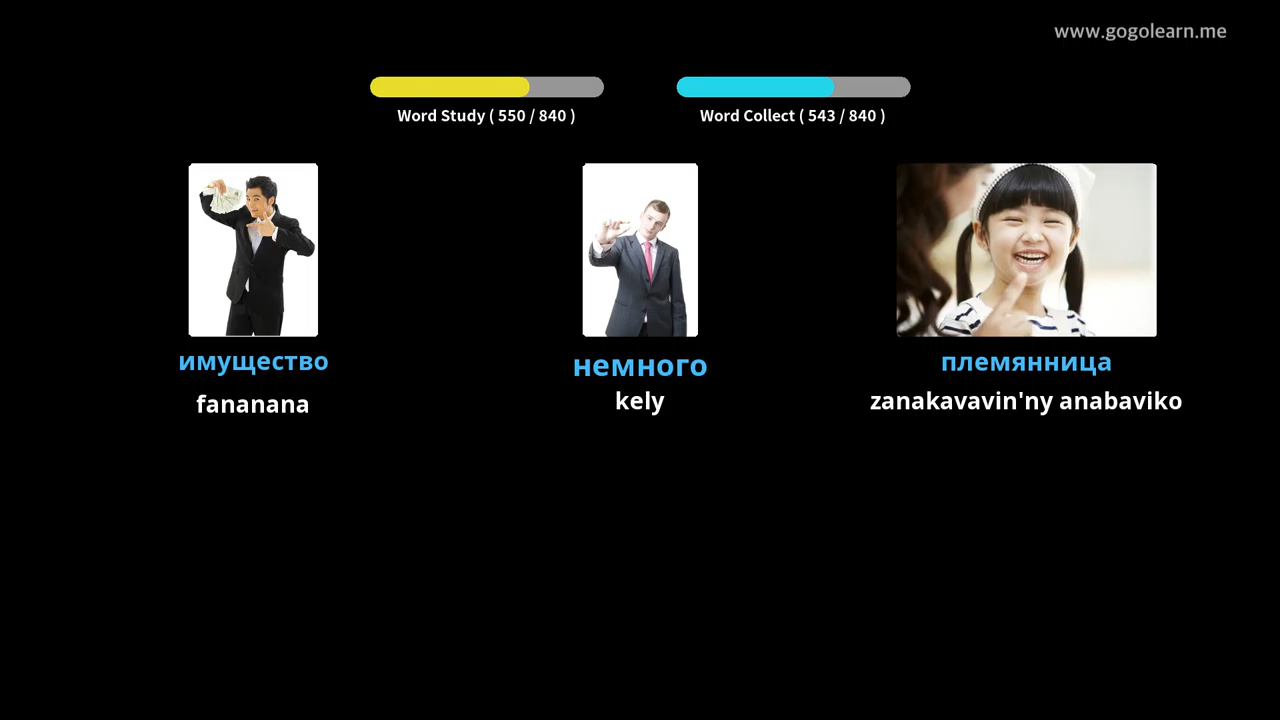 www.gogolearn.me
Word Study ( 550 / 840 )
Word Collect ( 543 / 840 )
имущество
fananana
немного
kely
племянница
zanakavavin'ny anabaviko